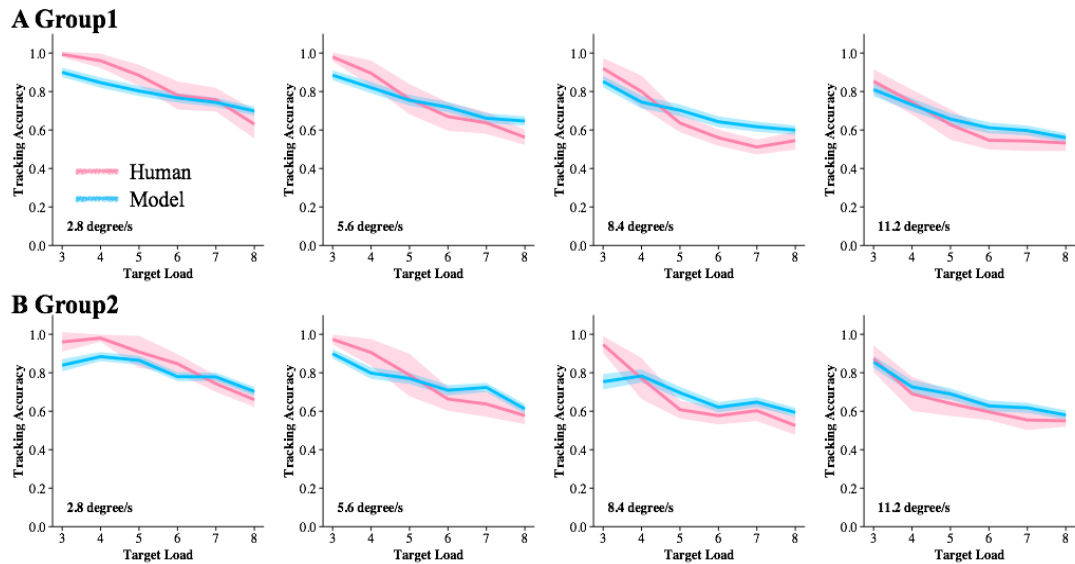 A Group1
Tracking Accuracy
1.0
0.8
0.6
0.4
0.2
0.0
Human
Model
2.8 degree/s
3 4 5 6 7 8
Target Load
Tracking Accuracy
1.0
0.8
0.6
0.4
0.2
0.0
5.6 degree/s
3 4 5 6 7 8
Target Load
Tracking Accuracy
1.0
0.8
0.6
0.4
0.2
0.0
8.4 degree/s
3 4 5 6 7 8
Target Load
Tracking Accuracy
1.0
0.8
0.6
0.4
0.2
0.0
11.2 degree/s
3 4 5 6 7 8
Target Load
B Group2
Tracking Accuracy
1.0
0.8
0.6
0.4
0.2
0.0
2.8 degree/s
3 4 5 6 7 8
Target Load
Tracking Accuracy
1.0
0.8
0.6
0.4
0.2
0.0
5.6 degree/s
3 4 5 6 7 8
Target Load
Tracking Accuracy
1.0
0.8
0.6
0.4
0.2
0.0
8.4 degree/s
3 4 5 6 7 8
Target Load
Tracking Accuracy
1.0
0.8
0.6
0.4
0.2
0.0
11.2 degree/s
3 4 5 6 7 8
Target Load